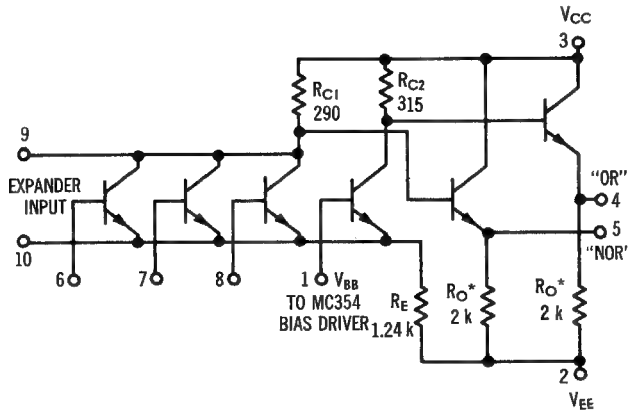 VCC
3
RC1
290
RC2
315
9
EXPANDER
INPUT
10
6
7
8
1
VBB
TO MC354
BIAS DRIVER
RE
1.24 k
RO*
2 k
RO*
2 k
"OR"
4
5
"NOR"
2
VEE